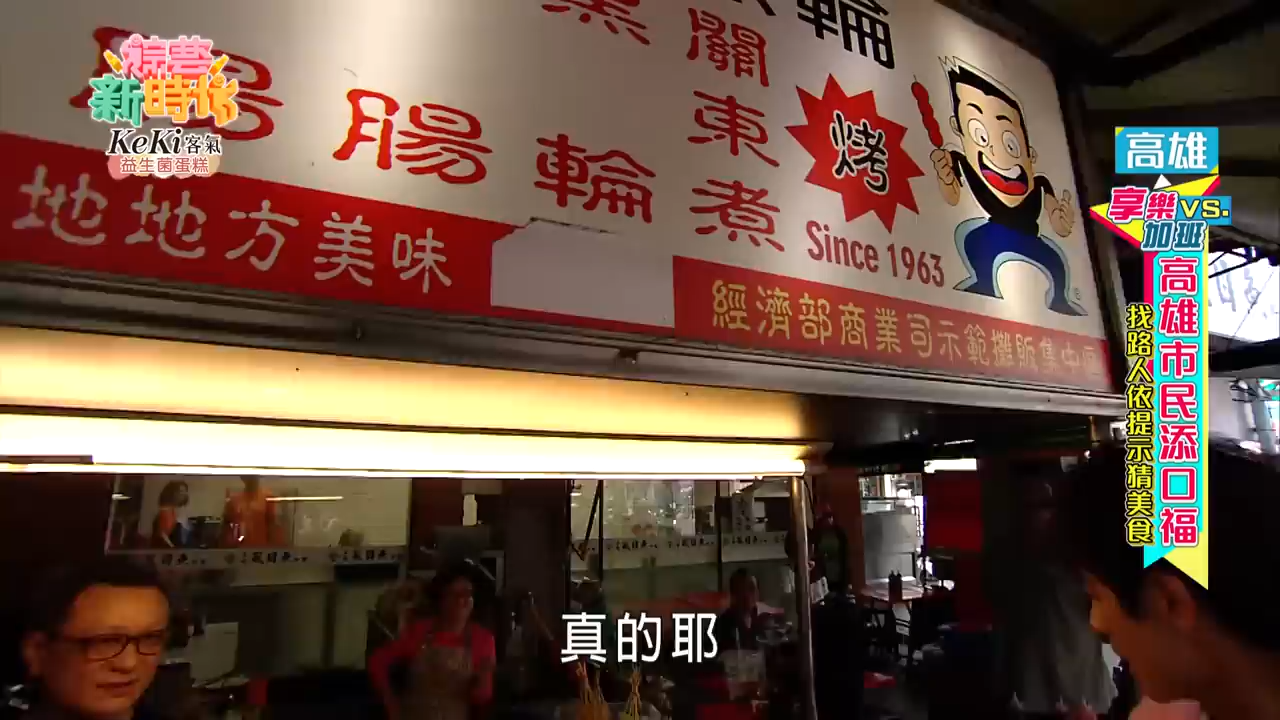 綜藝
新時代
KeKi客氣
益生菌蛋糕
輪
黑
輪
關
東
煮
腸
烤
Since 1963
地地方美味
經濟部商業司示範攤販集中區
高雄
享樂VS.
加班
高雄市民添口福
找路人依提示猜美食
真的耶